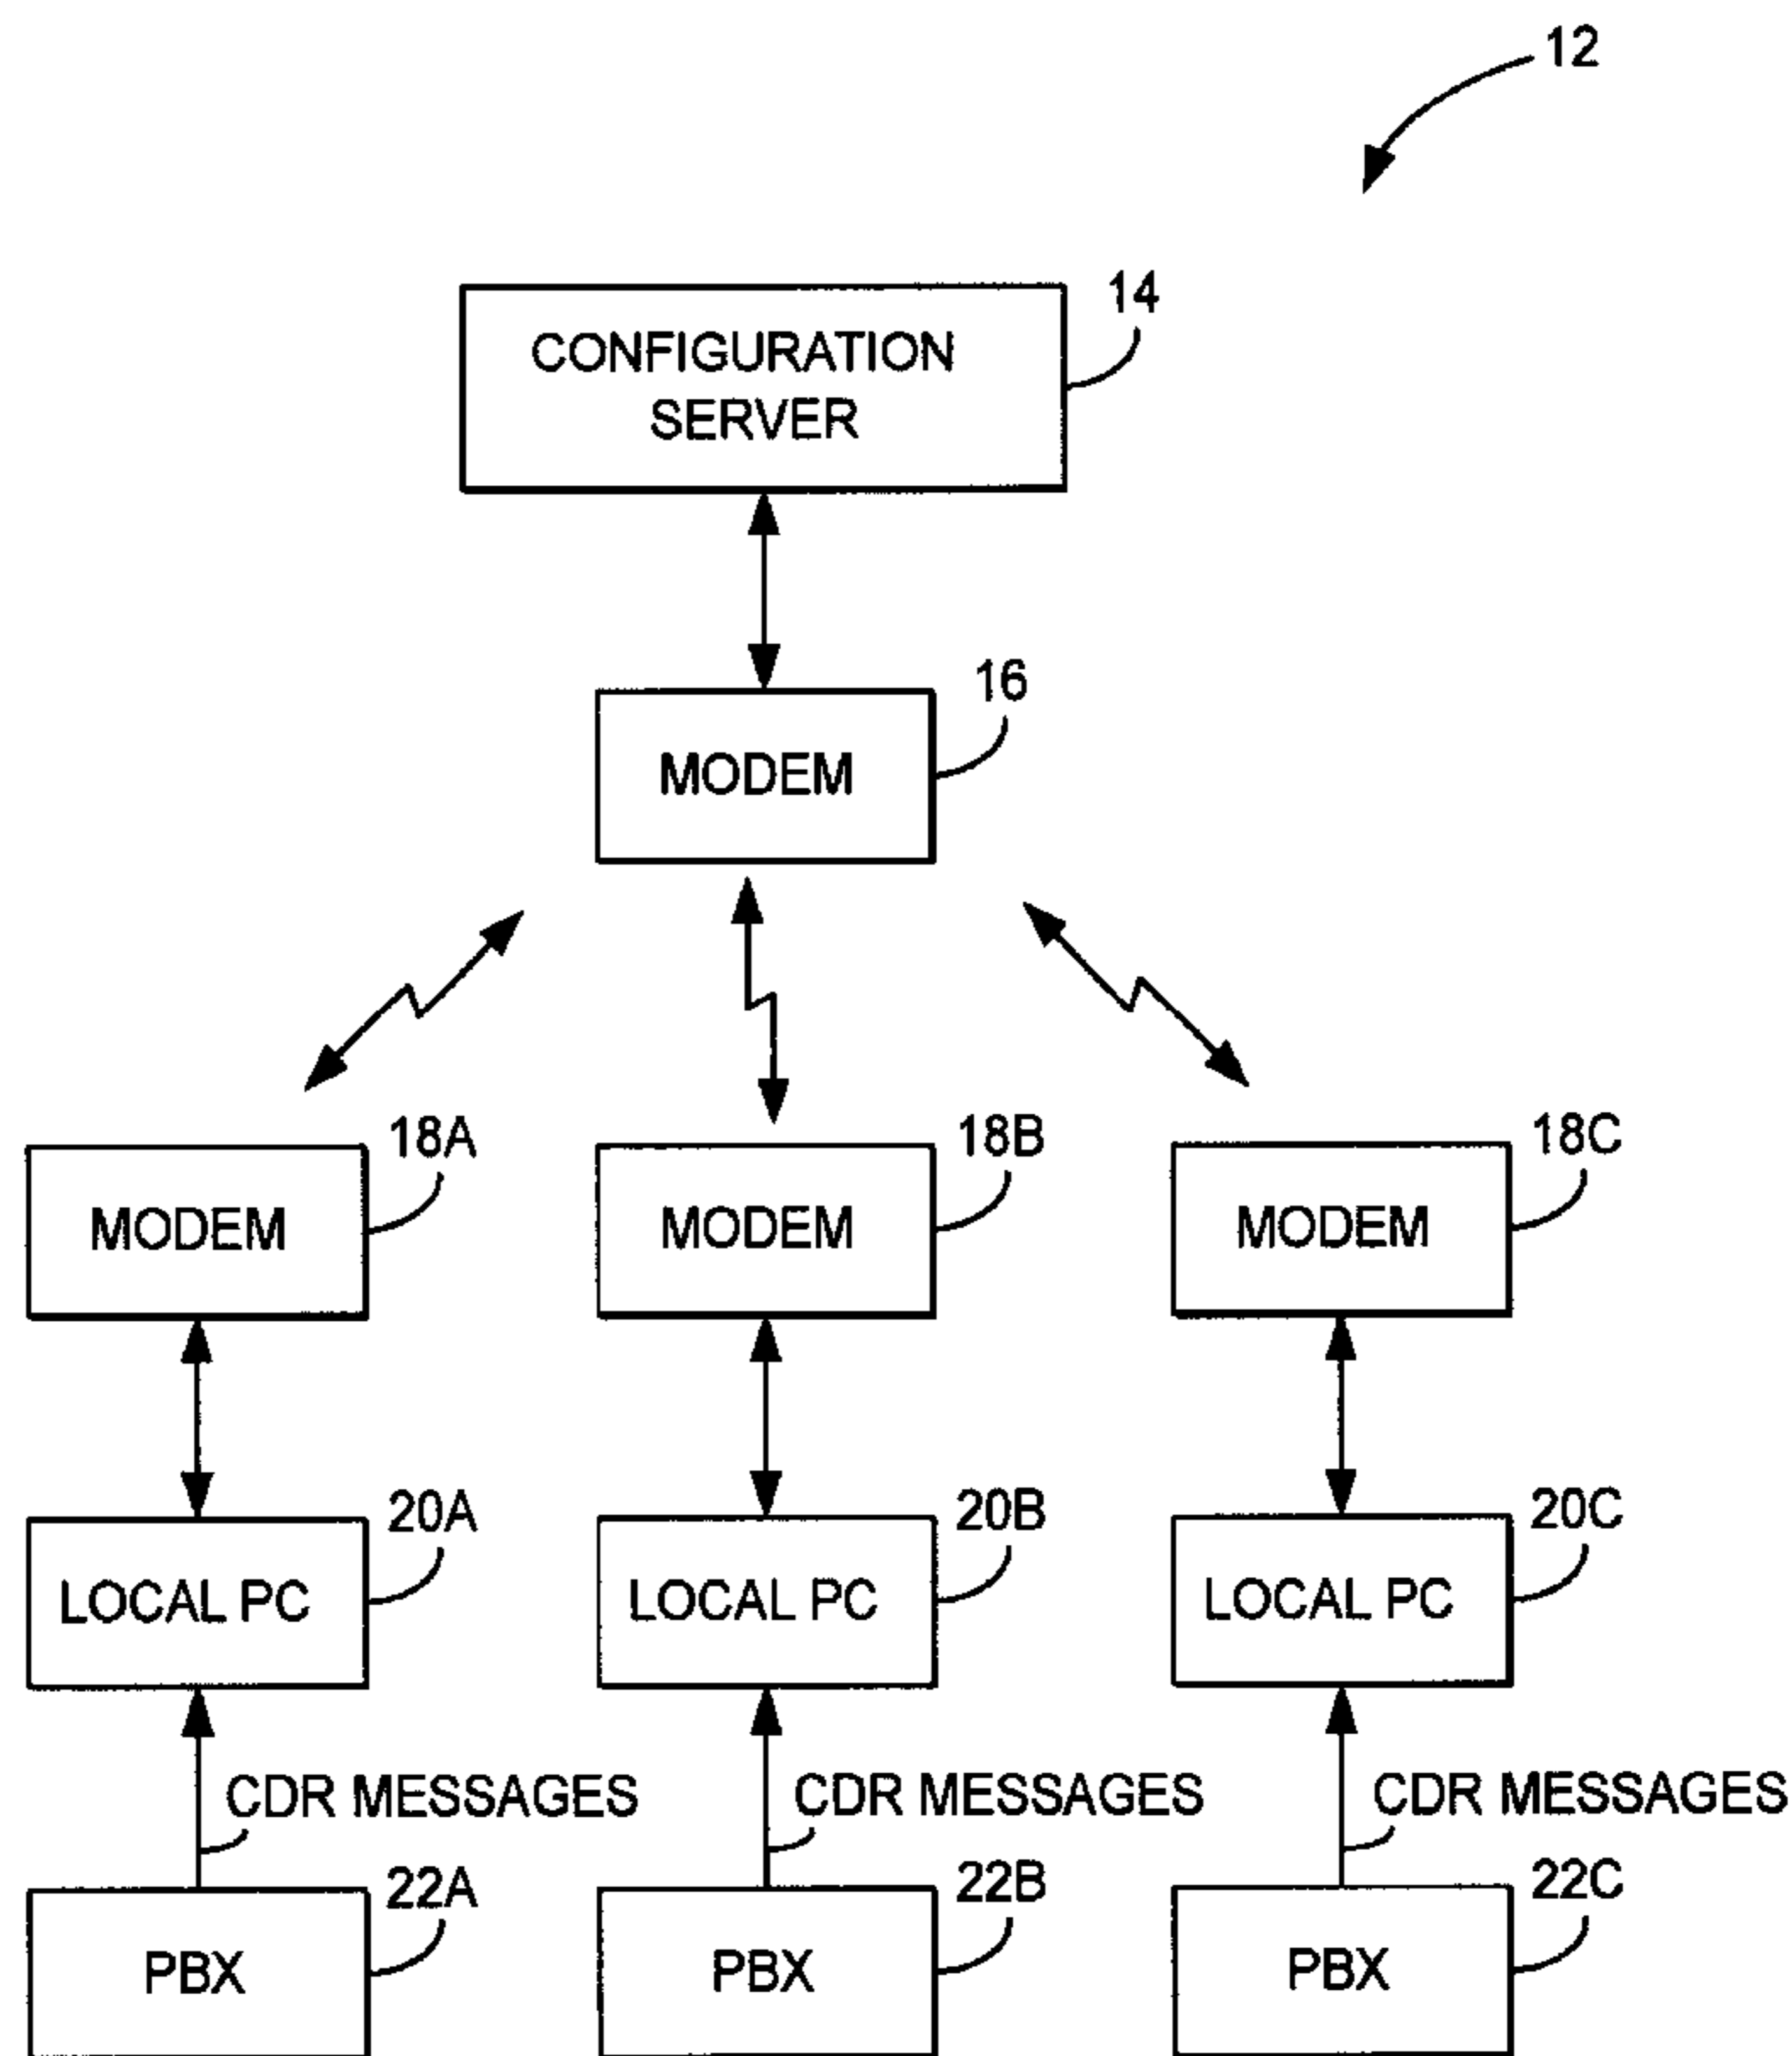 12
14
CONFIGURATION
SERVER
16
MODEM
18A
18B
18C
MODEM
MODEM
MODEM
20A
20B
20C
LOCAL PC
LOCAL PC
LOCAL PC
CDR MESSAGES
CDR MESSAGES
CDR MESSAGES
22A
22B
22C
PBX
PBX
PBX